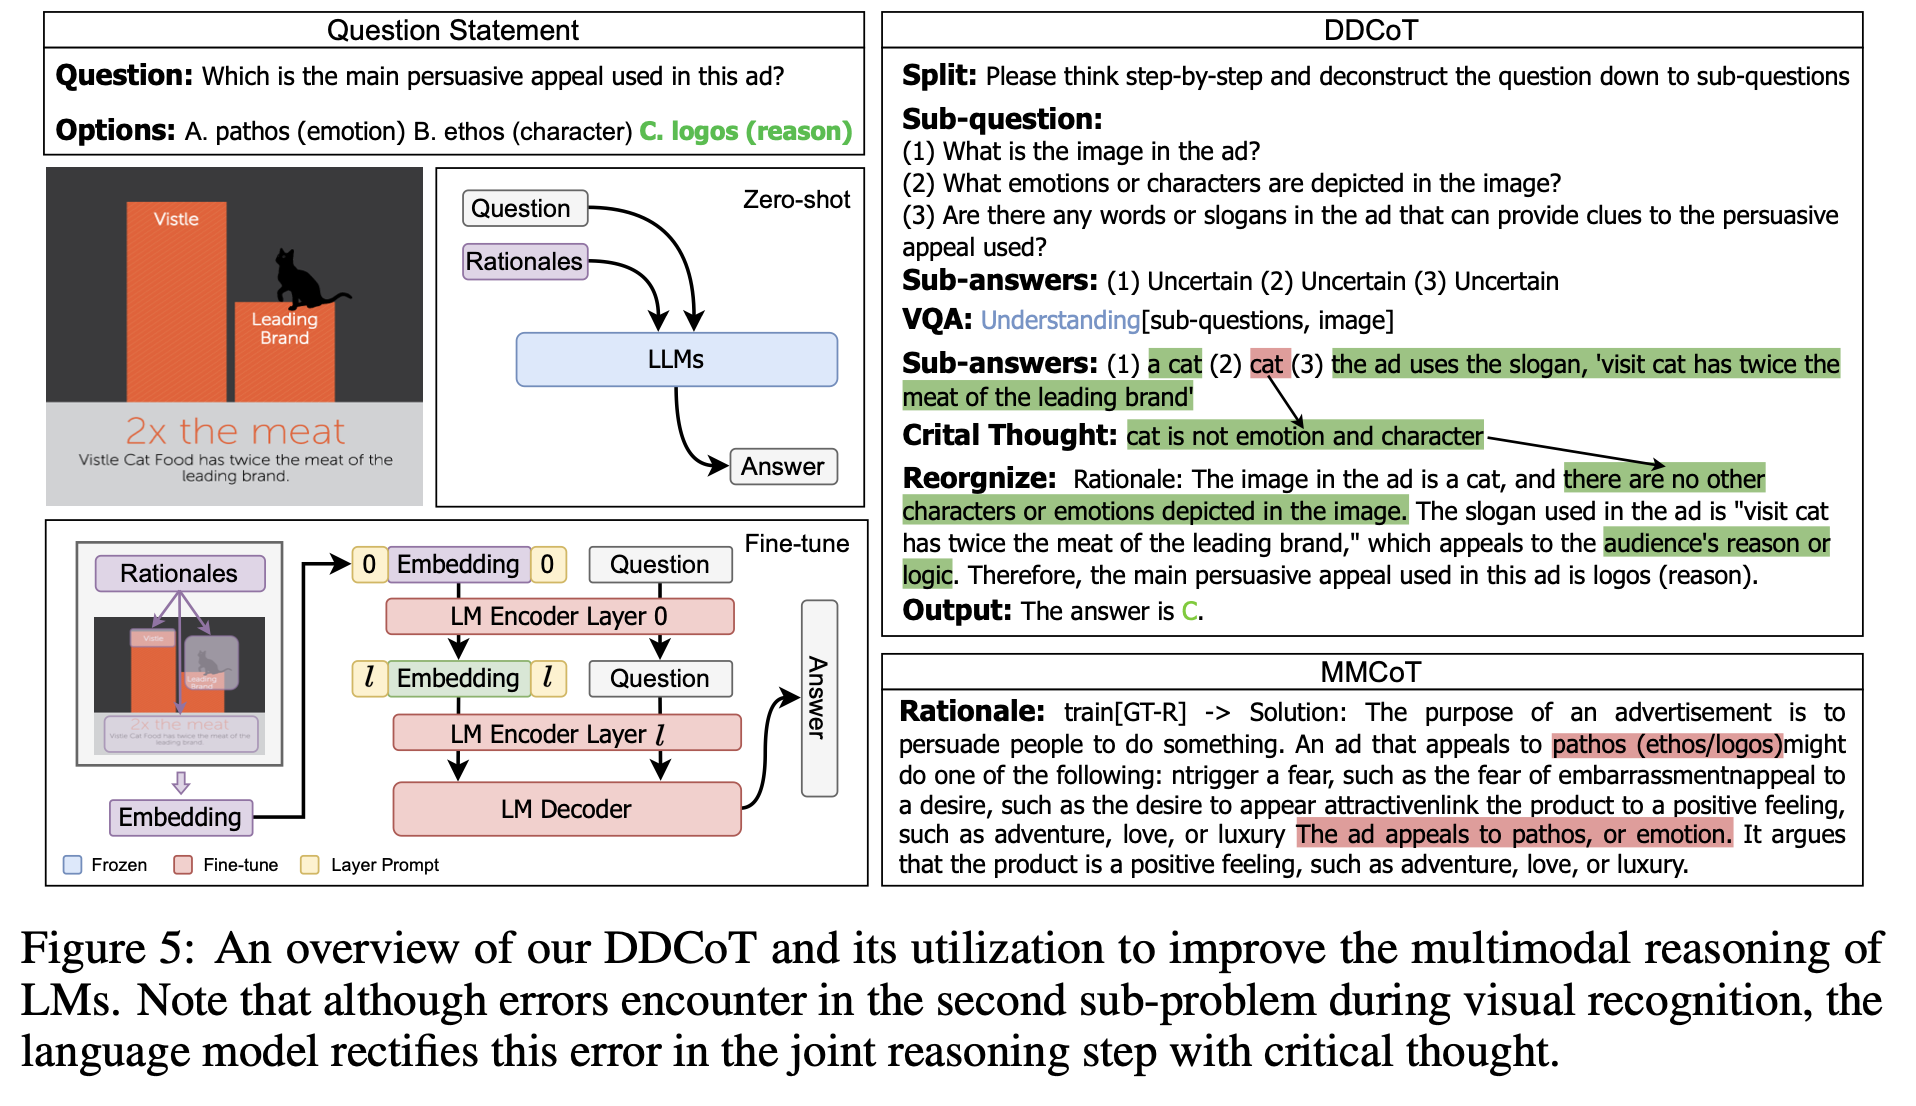 Question Statement
Question: Which is the main persuasive appeal used in this ad?
Options: A. pathos (emotion) B. ethos (character) C. logos (reason)
Vistle
Leading
Brand
2x the meat
Vistle Cat Food has twice the meat of the
leading brand.
Zero-shot
Question
Rationales
LLMs
Answer
Fine-tune
Rationales
Vistle
Leading
Brand
2x the meat
Vistle Cat Food has twice the meat of the
leading brand.
Embedding
0 Embedding 0 Question
LM Encoder Layer 0
l Embedding l Question
LM Encoder Layer l
LM Decoder
Answer
Frozen Fine-tune Layer Prompt
DDCoT
Split: Please think step-by-step and deconstruct the question down to sub-questions
Sub-question:
(1) What is the image in the ad?
(2) What emotions or characters are depicted in the image?
(3) Are there any words or slogans in the ad that can provide clues to the persuasive
appeal used?
Sub-answers: (1) Uncertain (2) Uncertain (3) Uncertain
VQA: Understanding[sub-questions, image]
Sub-answers: (1) a cat (2) cat (3) the ad uses the slogan, 'visit cat has twice the
meat of the leading brand'
Crital Thought: cat is not emotion and character
Reorgnize: Rationale: The image in the ad is a cat, and there are no other
characters or emotions depicted in the image. The slogan used in the ad is "visit cat
has twice the meat of the leading brand," which appeals to the audience's reason or
logic. Therefore, the main persuasive appeal used in this ad is logos (reason).
Output: The answer is C.
MMCoT
Rationale: train[GT-R] -> Solution: The purpose of an advertisement is to
persuade people to do something. An ad that appeals to pathos (ethos/logos)might
do one of the following: ntrigger a fear, such as the fear of embarrassmentnappeal to
a desire, such as the desire to appear attractivenlink the product to a positive feeling,
such as adventure, love, or luxury The ad appeals to pathos, or emotion. It argues
that the product is a positive feeling, such as adventure, love, or luxury.
Figure 5: An overview of our DDCoT and its utilization to improve the multimodal reasoning of
LMs. Note that although errors encounter in the second sub-problem during visual recognition, the
language model rectifies this error in the joint reasoning step with critical thought.